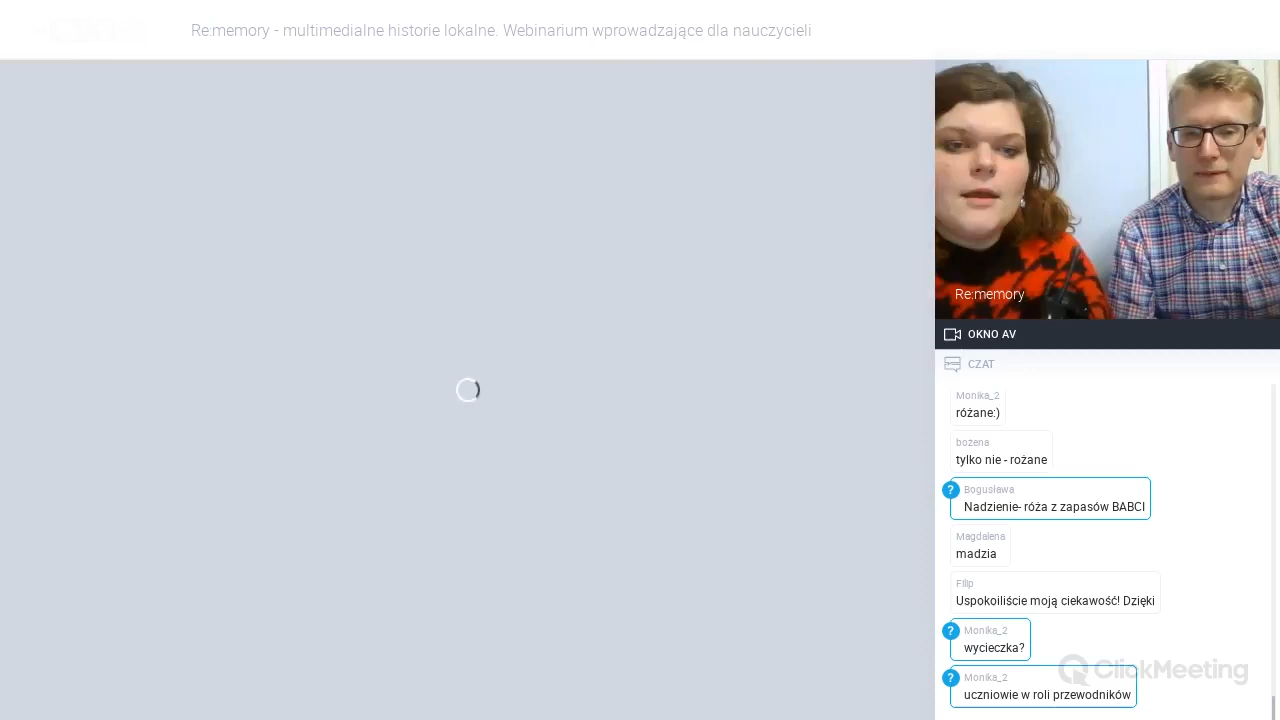 Re:memory - multimedialne historie lokalne. Webinarium wprowadzające dla nauczycieli
Re:memory
OKNO AV
CZAT
Monika_2
różane:)
bożena
tylko nie - rożane
?
Bogusława
Nadzienie- róża z zapasów BABCI
Magdalena
madzia
Filip
Uspokoiliście moją ciekawość! Dzięki
?
Monika_2
wycieczka?
?
Monika_2
uczniowie w roli przewodników
ClickMeeting